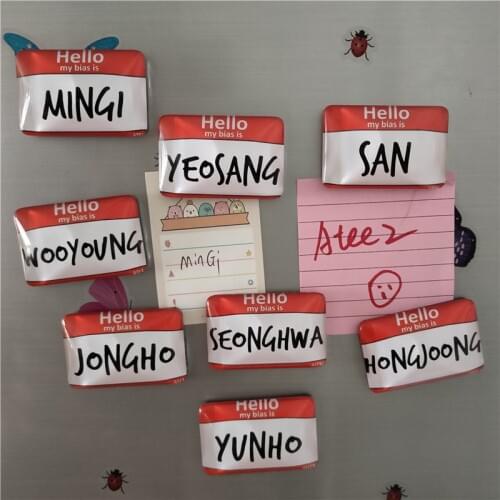 Hello
my bias is
MINGI
Hello
my bias is
YEOSANG
Hello
my bias is
SAN
Hello
my bias is
WOOYOUNG
MinGi
Ateez
Hello
my bias is
JONGHO
Hello
my bias is
SEONGHWA
Hello
my bias is
HONGJOONG
Hello
my bias is
YUNHO